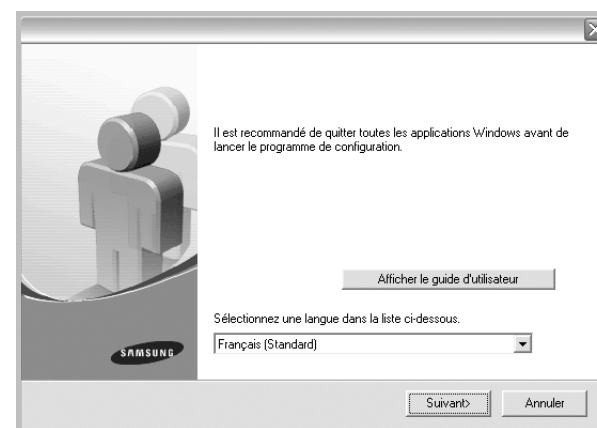 Il est recommandé de quitter toutes les applications Windows avant de
lancer le programme de configuration.
Afficher le guide d'utilisateur
Sélectionnez une langue dans la liste ci-dessous.
Français (Standard)
SAMSUNG
Suivant>
Annuler